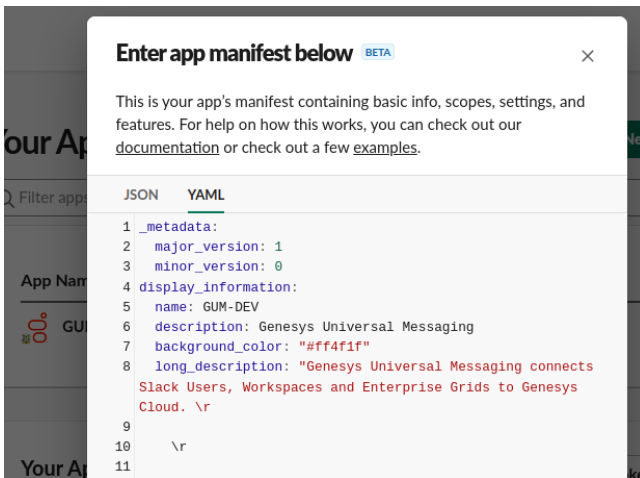 Enter app manifest below BETA
This is your app's manifest containing basic info, scopes, settings, and
features. For help on how this works, you can check out our
documentation or check out a few examples.
JSON YAML
1 _metadata:
2 major_version: 1
3 minor_version: 0
4 display_information:
5 name: GUM-DEV
6 description: Genesys Universal Messaging
7 background_color: "#ff4f1f"
8 long_description: "Genesys Universal Messaging connects
Slack Users, Workspaces and Enterprise Grids to Genesys
Cloud. \r
9
10 \r
11
our Ap
Filter apps
App Nam
GU
Your Ap
Ne